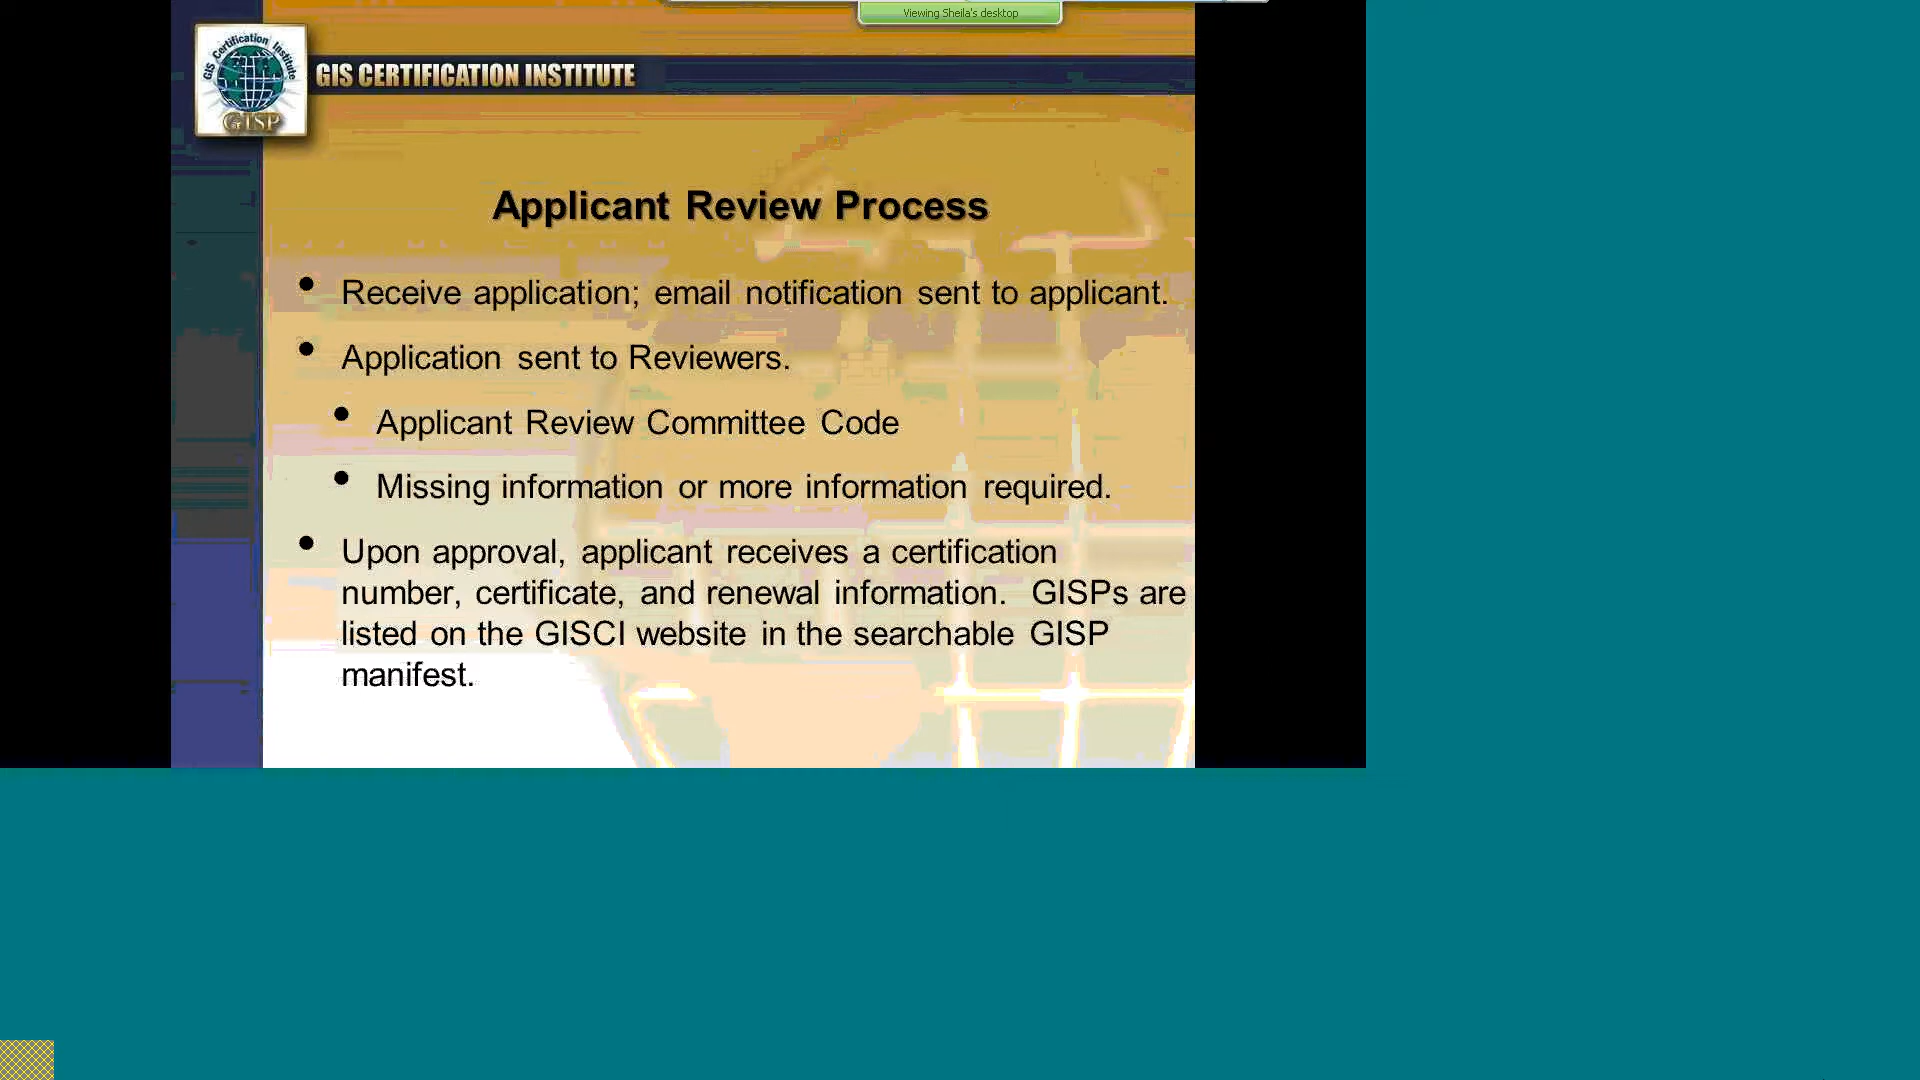 Viewing Sheila's desktop
GIS Certification Institute
GISP
GIS CERTIFICATION INSTITUTE
Applicant Review Process
• Receive application; email notification sent to applicant.
• Application sent to Reviewers.
• Applicant Review Committee Code
• Missing information or more information required.
• Upon approval, applicant receives a certification
number, certificate, and renewal information. GISPs are
listed on the GISCI website in the searchable GISP
manifest.